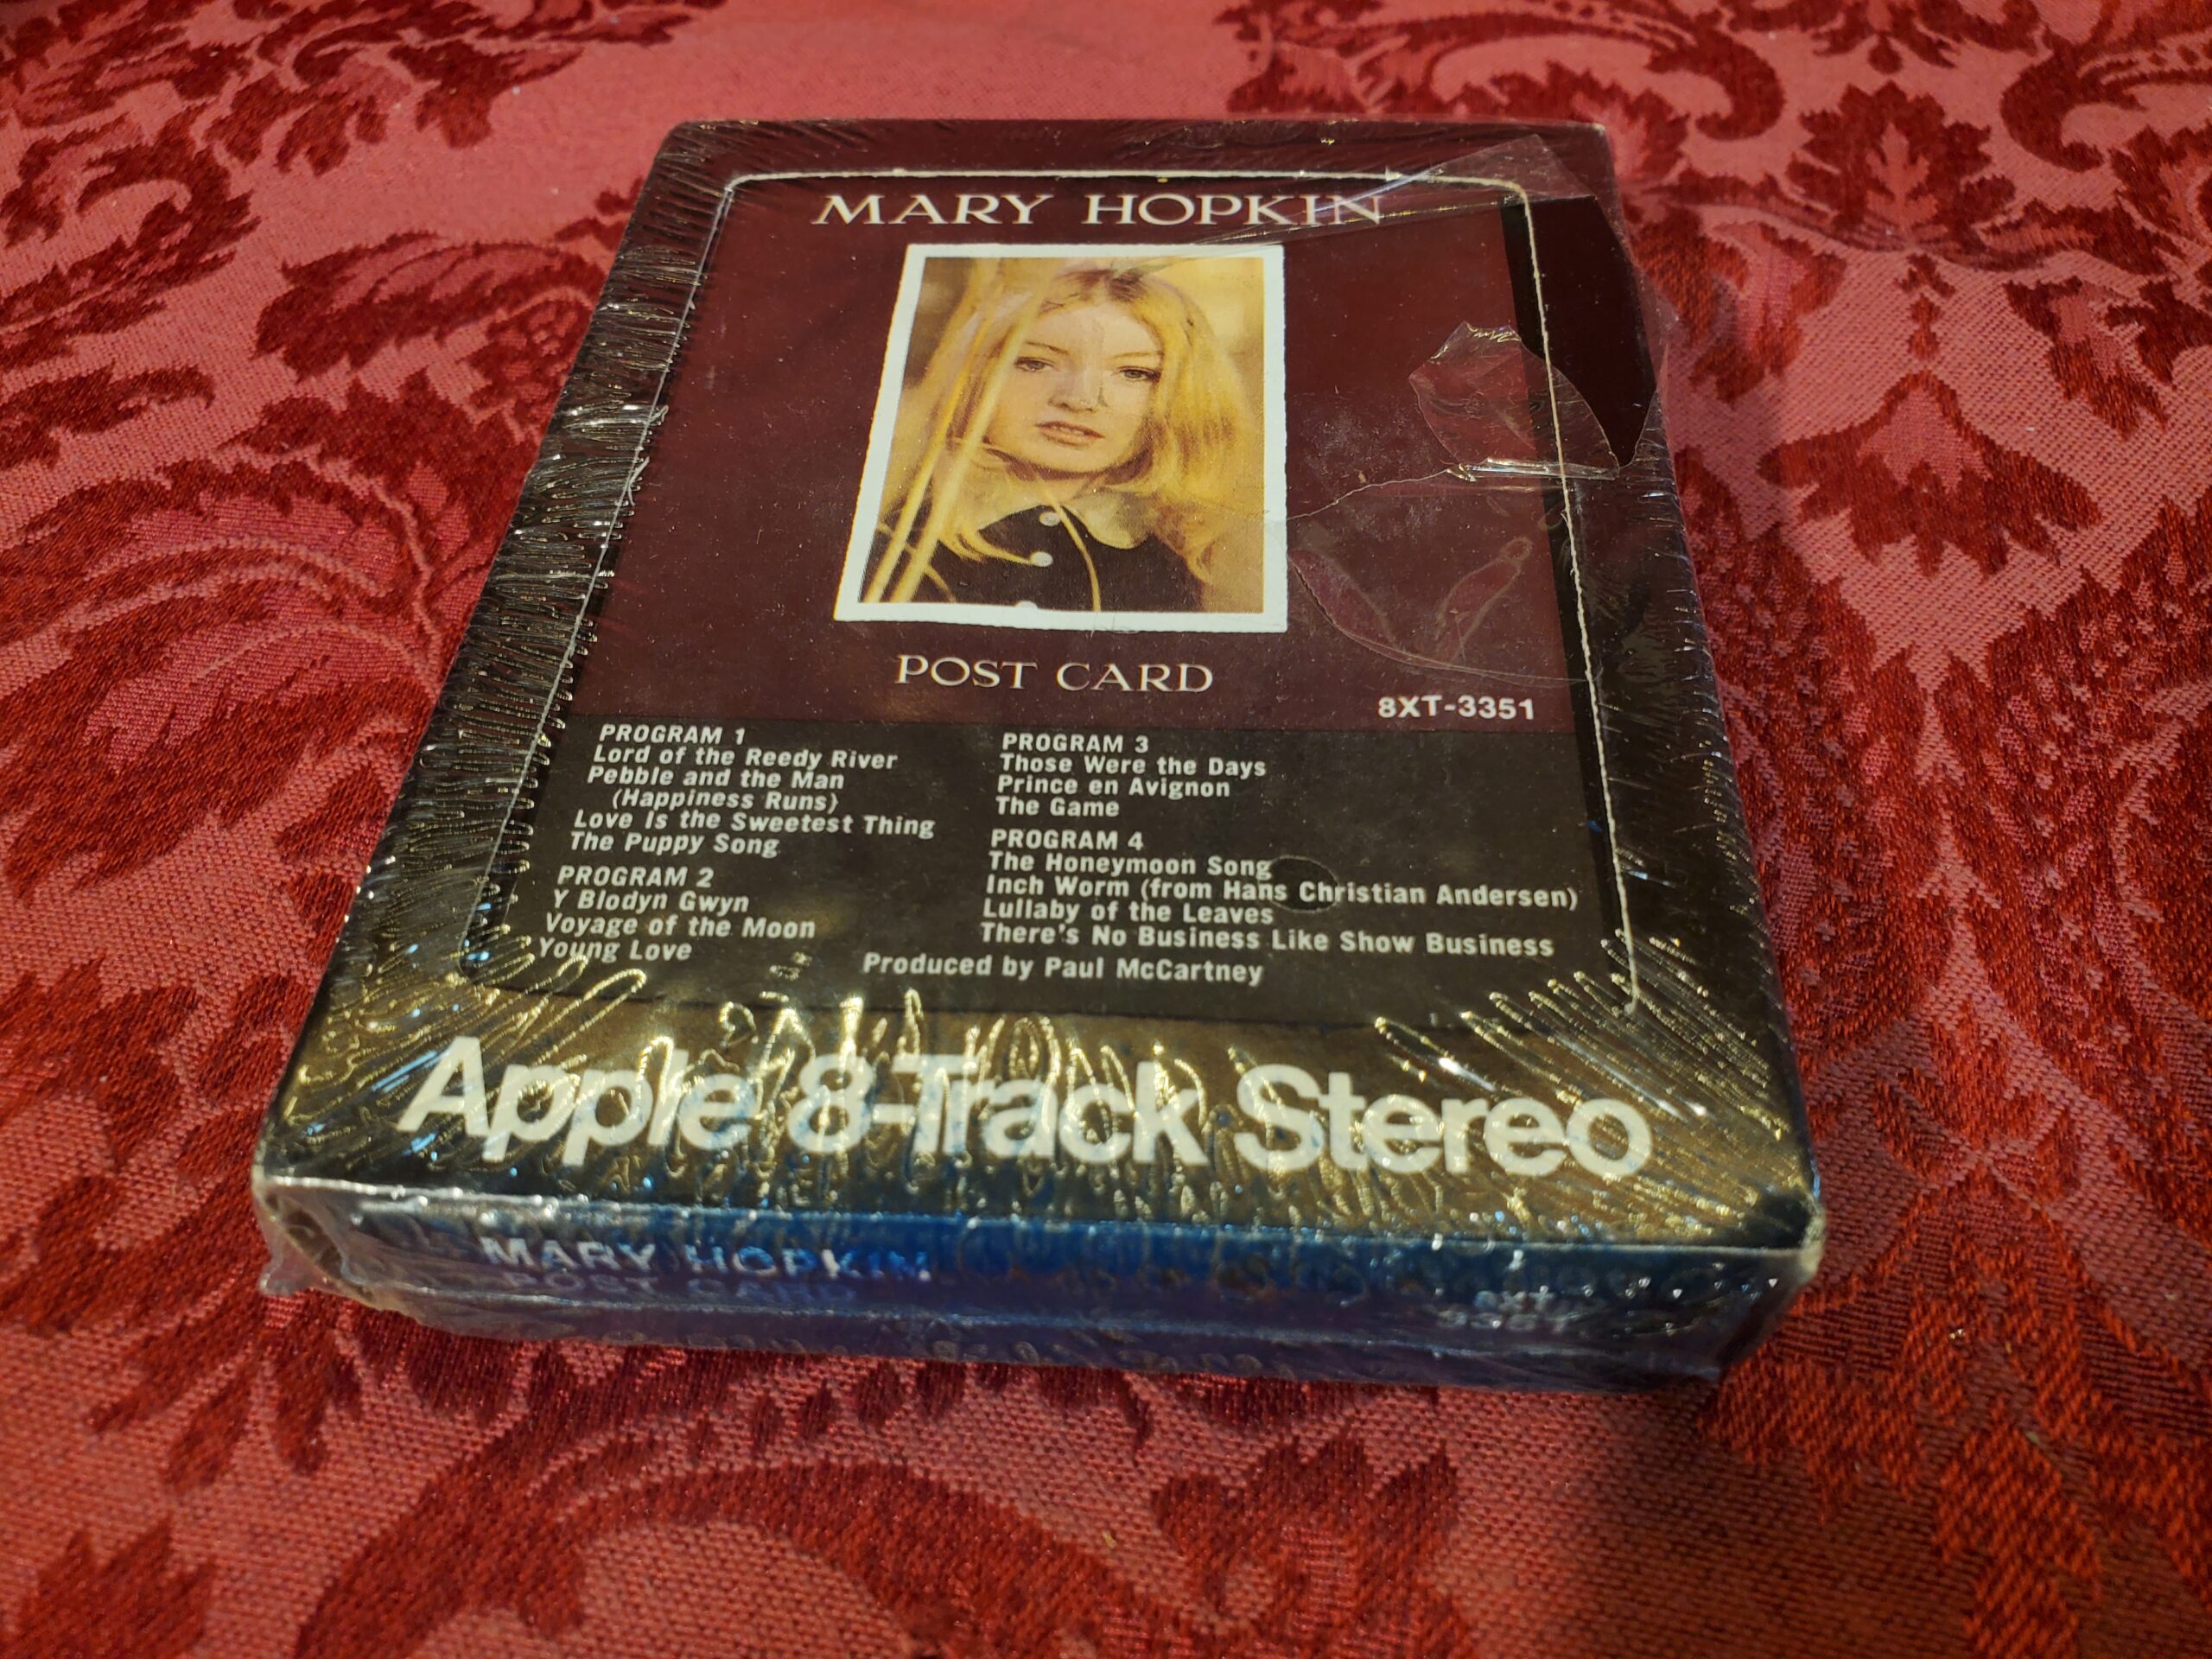 MARY HOPKIN
POST CARD
8XT-3351
PROGRAM 1
Lord of the Reedy River
Pebble and the Man
(Happiness Runs)
Love Is the Sweetest Thing
The Puppy Song
PROGRAM 2
Y Blodyn Gwyn
Voyage of the Moon
Young Love
PROGRAM 3
Those Were the Days
Prince en Avignon
The Game
PROGRAM 4
The Honeymoon Song
Inch Worm (from Hans Christian Andersen)
Lullaby of the Leaves
There's No Business Like Show Business
Produced by Paul McCartney
Apple 8-Track Stereo
MARY HOPKIN
POST CARD
8XT
3351